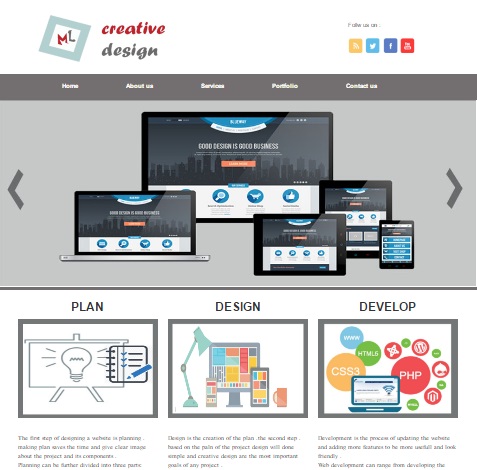 ML
creative
design
Follw us on :
Home
About us
Services
Portfolio
Contact us
BLUEWAY
GOOD DESIGN IS GOOD BUSINESS
GOOD DESIGN IS GOOD BUSINESS
PLAN
DESIGN
DEVELOP
www
HTML5
CSS3
PHP
The first step of designing a website is planning .
making plan saves the time and give clear image
about the project and its components .
Planning can be further divided into three parts:
Design is the creation of the plan .the second step .
based on the paln of the project design will done
simple and creative design are the most important
goals of any project .
Development is the process of updating the website
and adding more features to be more useful and look
friendly .
Web development can range from developing the